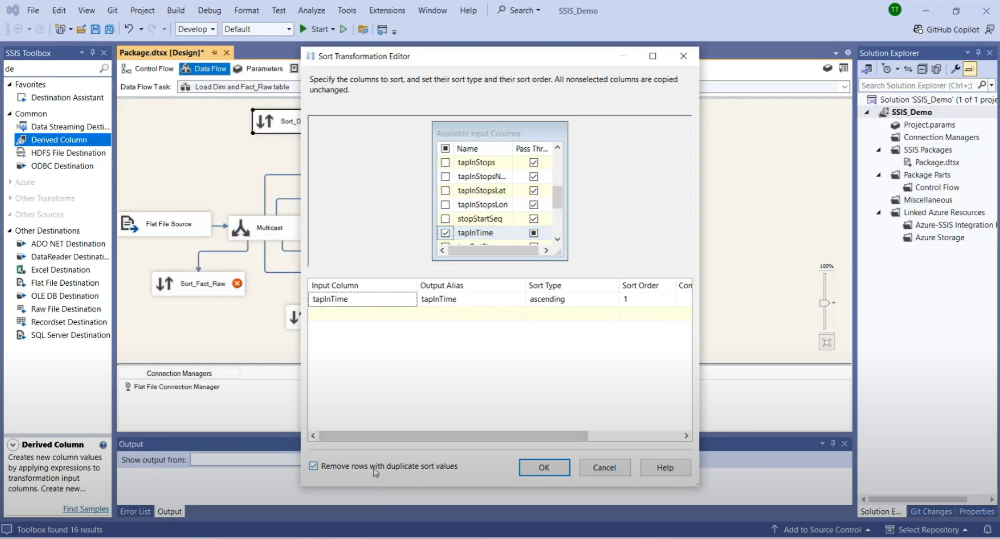 File Edit View Git Project Build Debug Format Test Analyze Tools Extensions Window Help Search SSIS_Demo TT
Develop Default Start GitHub Copilot
SSIS Toolbox
de
Favorites
Destination Assistant
Common
Data Streaming Desti...
Derived Column
HDFS File Destination
ODBC Destination
Azure
Other Transforms
Other Sources
Other Destinations
ADO NET Destination
DataReader Destinati...
Excel Destination
Flat File Destination
OLE DB Destination
Raw File Destination
Recordset Destination
SQL Server Destination
Derived Column
Creates new column values
by applying expressions to
transformation input
columns. Create new...
Find Samples
Package.dtsx [Design]*
Control Flow Data Flow Parameters
Data Flow Task: Load Dim and Fact_Raw table
Sort_D
Flat File Source
Multicast
Sort_Fact_Raw
100%
Connection Managers
Flat File Connection Manager
Output
Show output from:
Error List Output
Sort Transformation Editor
Specify the columns to sort, and set their sort type and their sort order. All nonselected columns are copied
unchanged.
Available Input Columns
Name Pass Thr...
tapInStops
tapInStopsN...
tapInStopsLat
tapInStopsLon
stopStartSeq
tapInTime
Input Column Output Alias Sort Type Sort Order Con
tapInTime tapInTime ascending 1
Remove rows with duplicate sort values
OK Cancel Help
Solution Explorer
Search Solution Explorer (Ctrl+;)
Solution 'SSIS_Demo' (1 of 1 proje
SSIS_Demo
Project.params
Connection Managers
SSIS Packages
Package.dtsx
Package Parts
Control Flow
Miscellaneous
Linked Azure Resources
Azure-SSIS Integration R
Azure Storage
Solution E... Git Changes Properties
Toolbox found 16 results Add to Source Control Select Repository